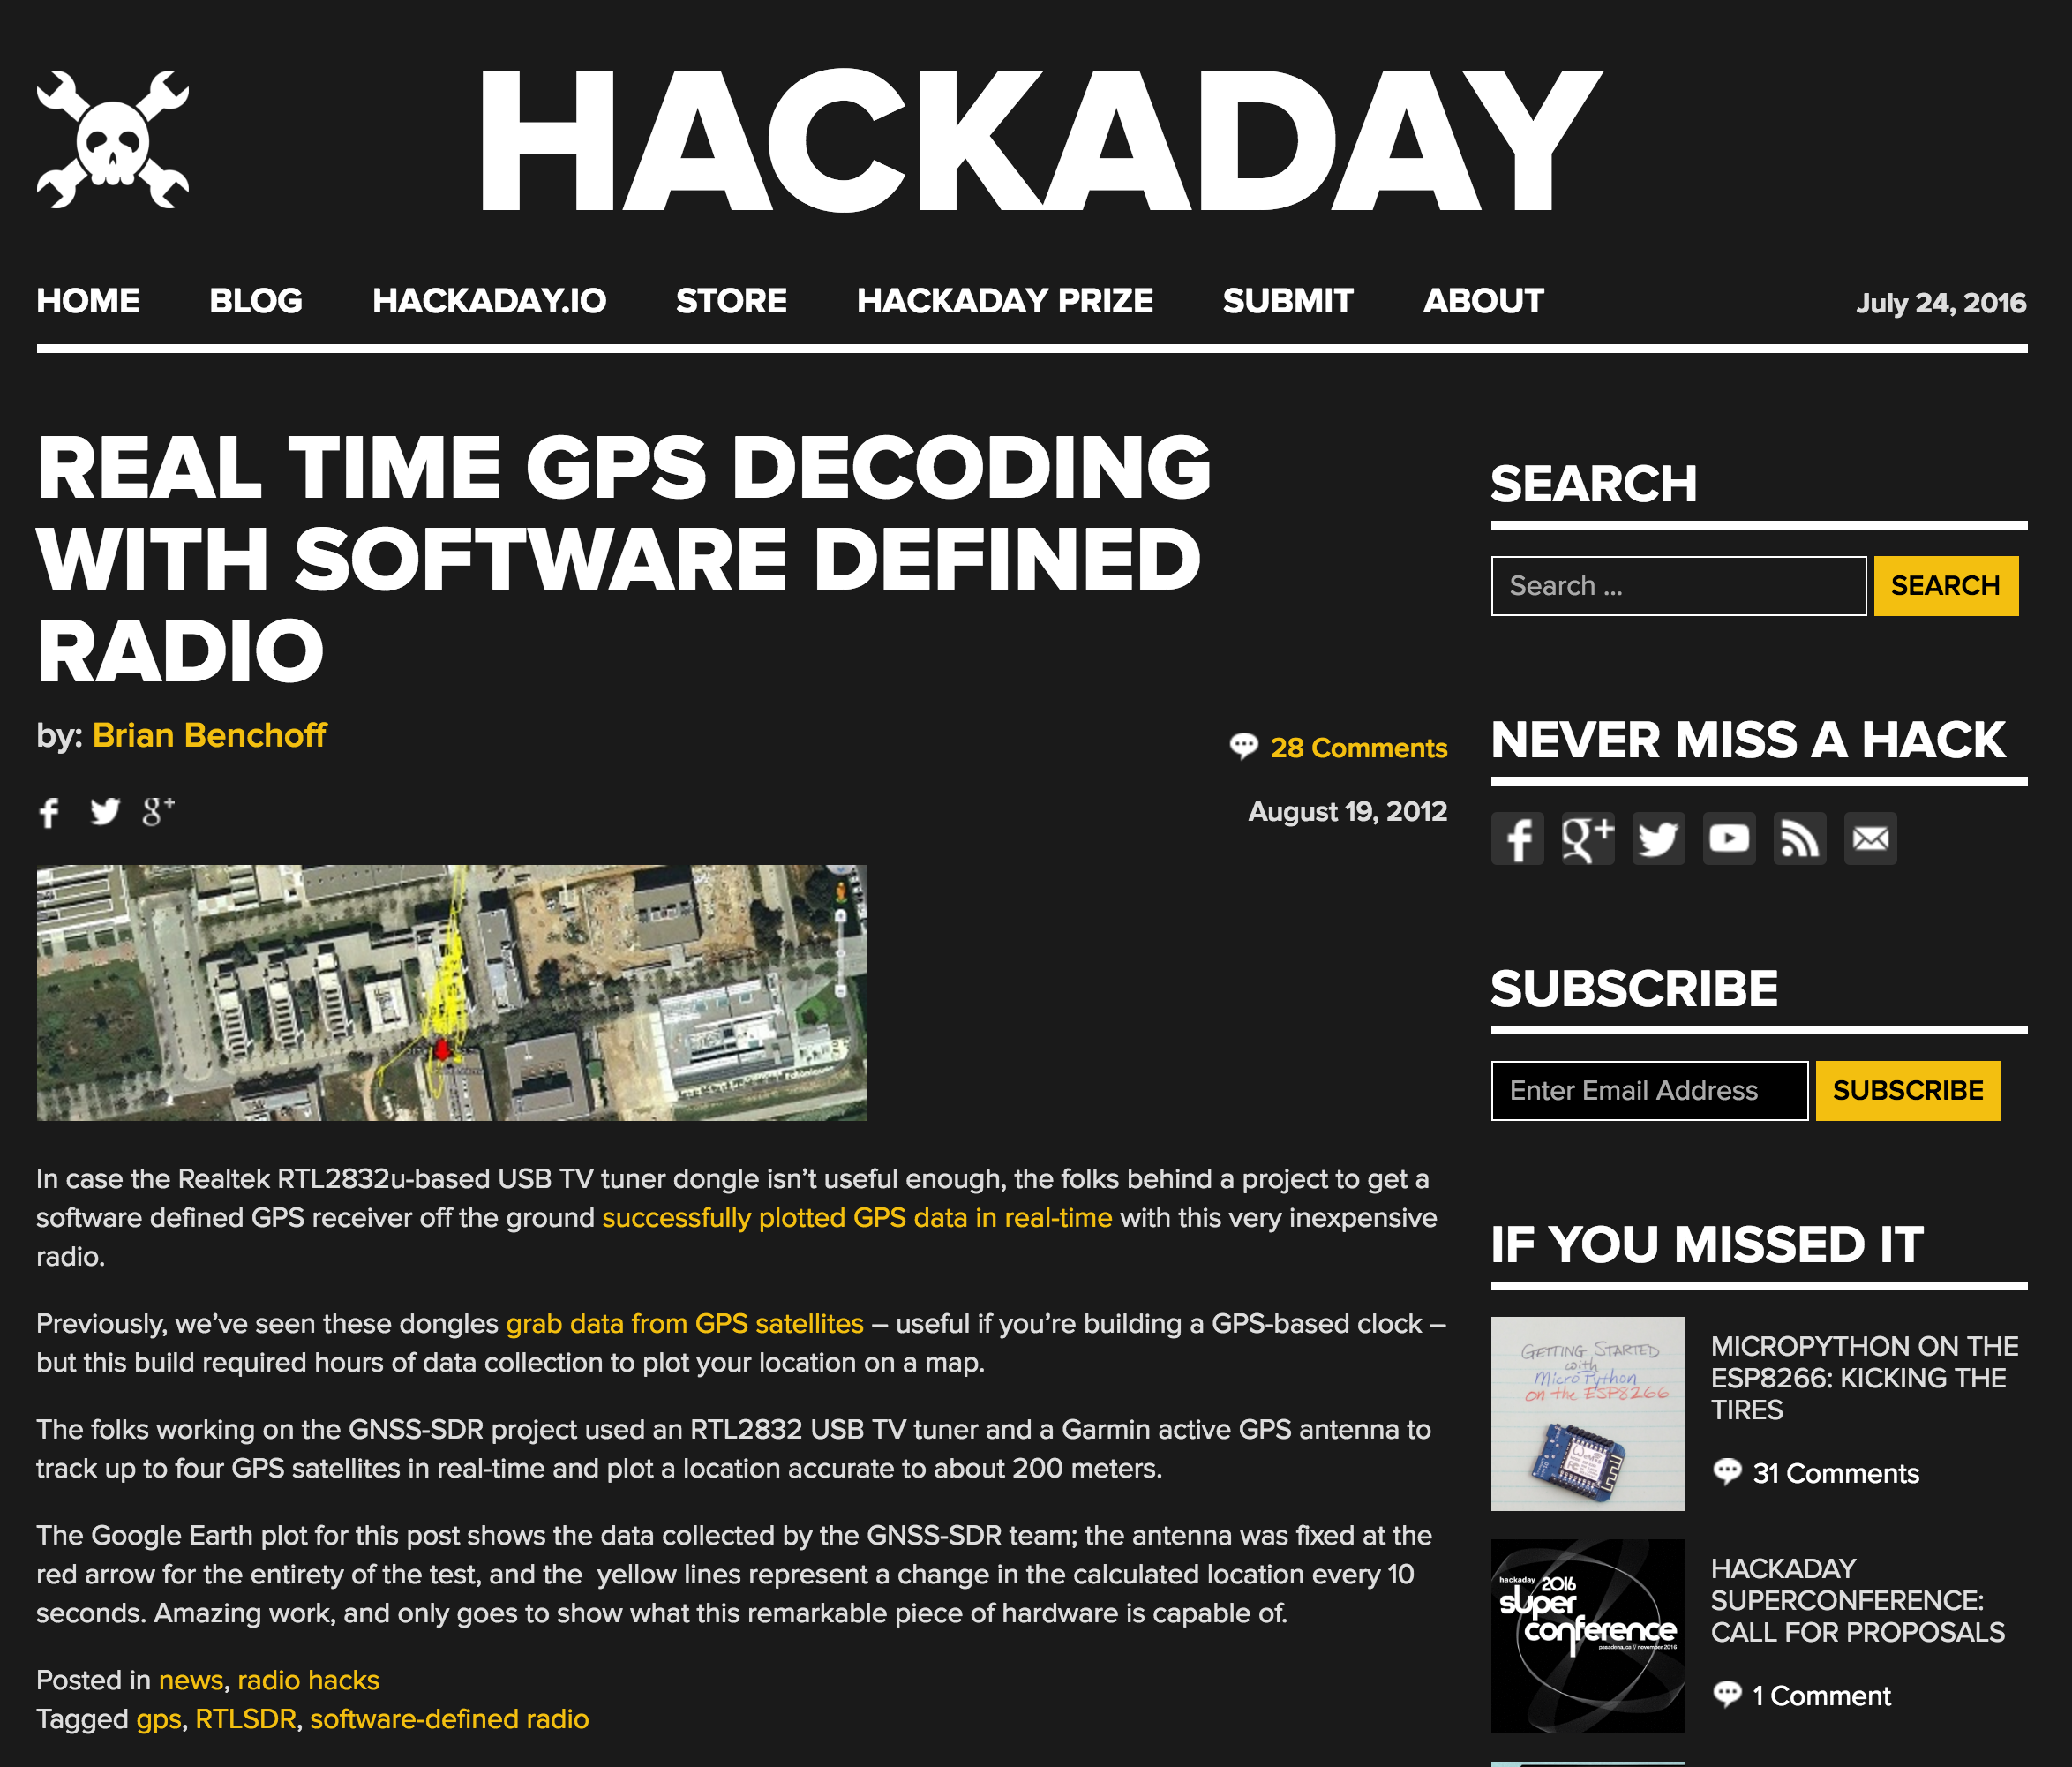 HACKADAY
HOME BLOG HACKADAY.IO STORE HACKADAY PRIZE SUBMIT ABOUT July 24, 2016
REAL TIME GPS DECODING
WITH SOFTWARE DEFINED
RADIO
by: Brian Benchoff
28 Comments
August 19, 2012
In case the Realtek RTL2832u-based USB TV tuner dongle isn’t useful enough, the folks behind a project to get a
software defined GPS receiver off the ground successfully plotted GPS data in real-time with this very inexpensive
radio.
Previously, we’ve seen these dongles grab data from GPS satellites – useful if you’re building a GPS-based clock –
but this build required hours of data collection to plot your location on a map.
The folks working on the GNSS-SDR project used an RTL2832 USB TV tuner and a Garmin active GPS antenna to
track up to four GPS satellites in real-time and plot a location accurate to about 200 meters.
The Google Earth plot for this post shows the data collected by the GNSS-SDR team; the antenna was fixed at the
red arrow for the entirety of the test, and the  yellow lines represent a change in the calculated location every 10
seconds. Amazing work, and only goes to show what this remarkable piece of hardware is capable of.
Posted in news, radio hacks
Tagged gps, RTLSDR, software-defined radio
SEARCH
Search ... SEARCH
NEVER MISS A HACK
SUBSCRIBE
Enter Email Address SUBSCRIBE
IF YOU MISSED IT
GETTING STARTED
with
MicroPython
on the ESP8266
MICROPYTHON ON THE
ESP8266: KICKING THE
TIRES
31 Comments
hackaday 2016
super
conference
pasadena, ca // november 2016
HACKADAY
SUPERCONFERENCE:
CALL FOR PROPOSALS
1 Comment